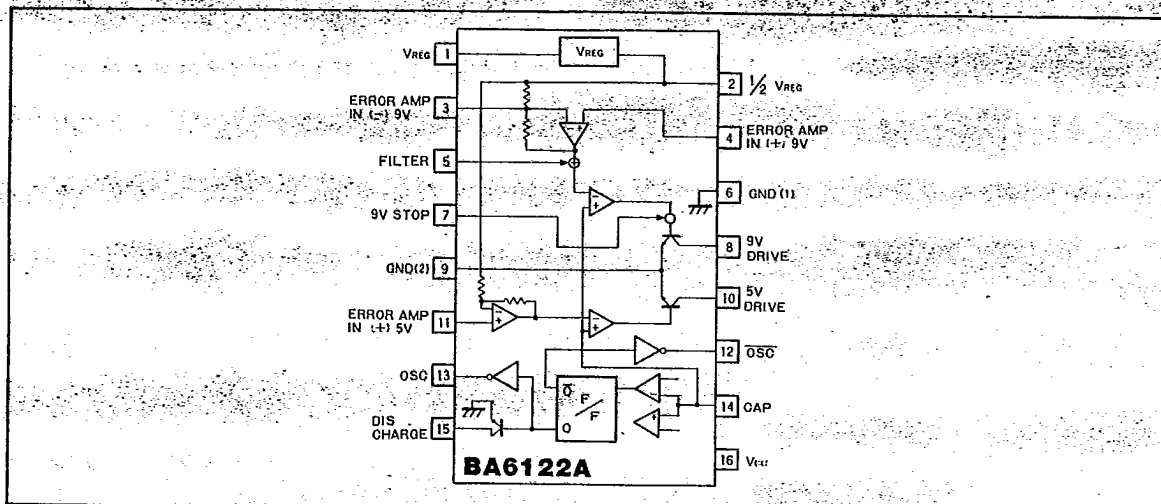 VREG 1
VREG
2 1/2 VREG
ERROR AMP
IN (−) 9V
3
4 ERROR AMP
IN (+) 9V
FILTER 5
6 GND(1)
9V STOP 7
8 9V
DRIVE
GND(2) 9
10 5V
DRIVE
ERROR AMP
IN (+) 5V
11
12 OSC
OSC 13
Q F/F
Q
14 CAP
DIS
CHARGE
15
16 VCC
BA6122A